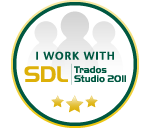 I WORK WITH
SDL Trados
Studio 2011